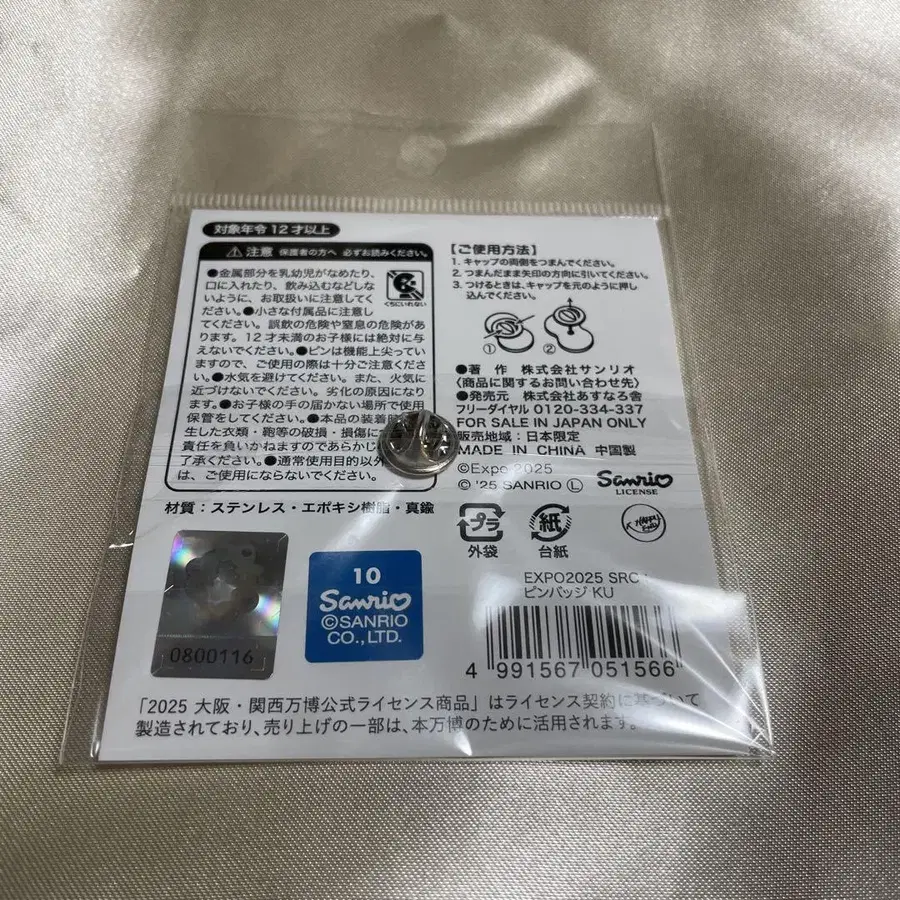 対象年令12才以上
注意 保護者の方へ 必ずお読みください。
●金属部分を乳幼児がなめたり、
口に入れたり、飲み込むなどしな
いように、お取扱いに注意してく
ださい。●小さな付属品に注意し
てください。誤飲の危険や窒息の危険があ
ります。12才未満のお子様には絶対に与
えないでください。●ピンは機能上尖ってい
ますので、ご使用の際は十分ご注意くださ
い。●水気を避けてください。また、火気に
近づけないでください。劣化の原因になり
ます。●お子様の手の届かない場所で使用
保管をしてください。●本品の装着
生した衣類・鞄等の破損・損傷に
責任を負いかねますのであらかじ
了承ください。●通常使用目的以外
は、ご使用にならないでください。
くちにいれない
材質：ステンレス・エポキシ樹脂・真鍮
【ご使用方法】
1. キャップの両側をつまんでください。
2. つまんだまま矢印の方向に引いてください。
3. つけるときは、キャップを元のように押し
込んでください。
① ②
●著 作 株式会社サンリオ
〈商品に関するお問い合わせ先〉
●発売元 株式会社あすなろ舎
フリーダイヤル 0120-334-337
FOR SALE IN JAPAN ONLY
販売地域：日本限定
MADE IN CHINA 中国製
©Expo 2025
© '25 SANRIO Ⓛ
Sanrio
LICENSE
プラ
外袋
紙
台紙
0800116
10
Sanrio
©SANRIO
CO.,LTD.
EXPO2025 SRC
ピンバッジ KU
4 991567 051566
「2025 大阪・関西万博公式ライセンス商品」はライセンス契約に基づいて
製造されており、売り上げの一部は、本万博のために活用されます。